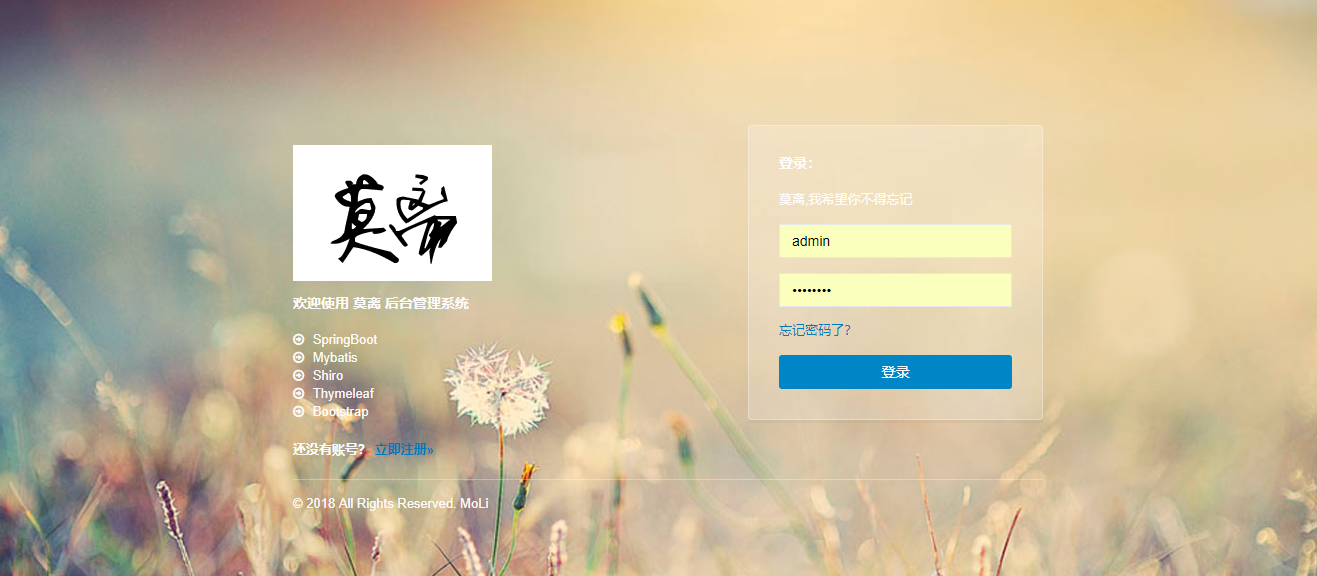 莫离
欢迎使用 莫离 后台管理系统
SpringBoot
Mybatis
Shiro
Thymeleaf
Bootstrap
还没有账号? 立即注册»
© 2018 All Rights Reserved. MoLi
登录:
莫离,我希望你不得忘记
admin
••••••••
忘记密码了?
登录